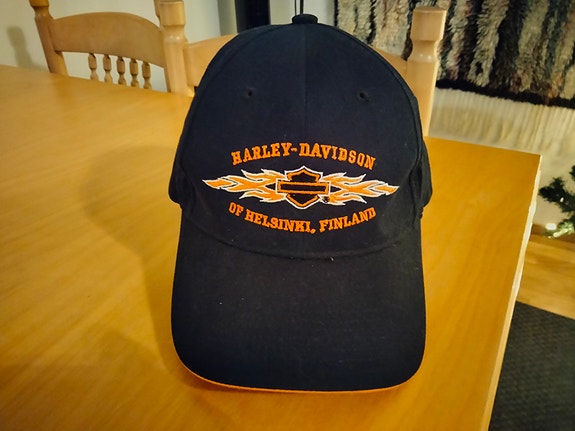 HARLEY-DAVIDSON
OF HELSINKI, FINLAND